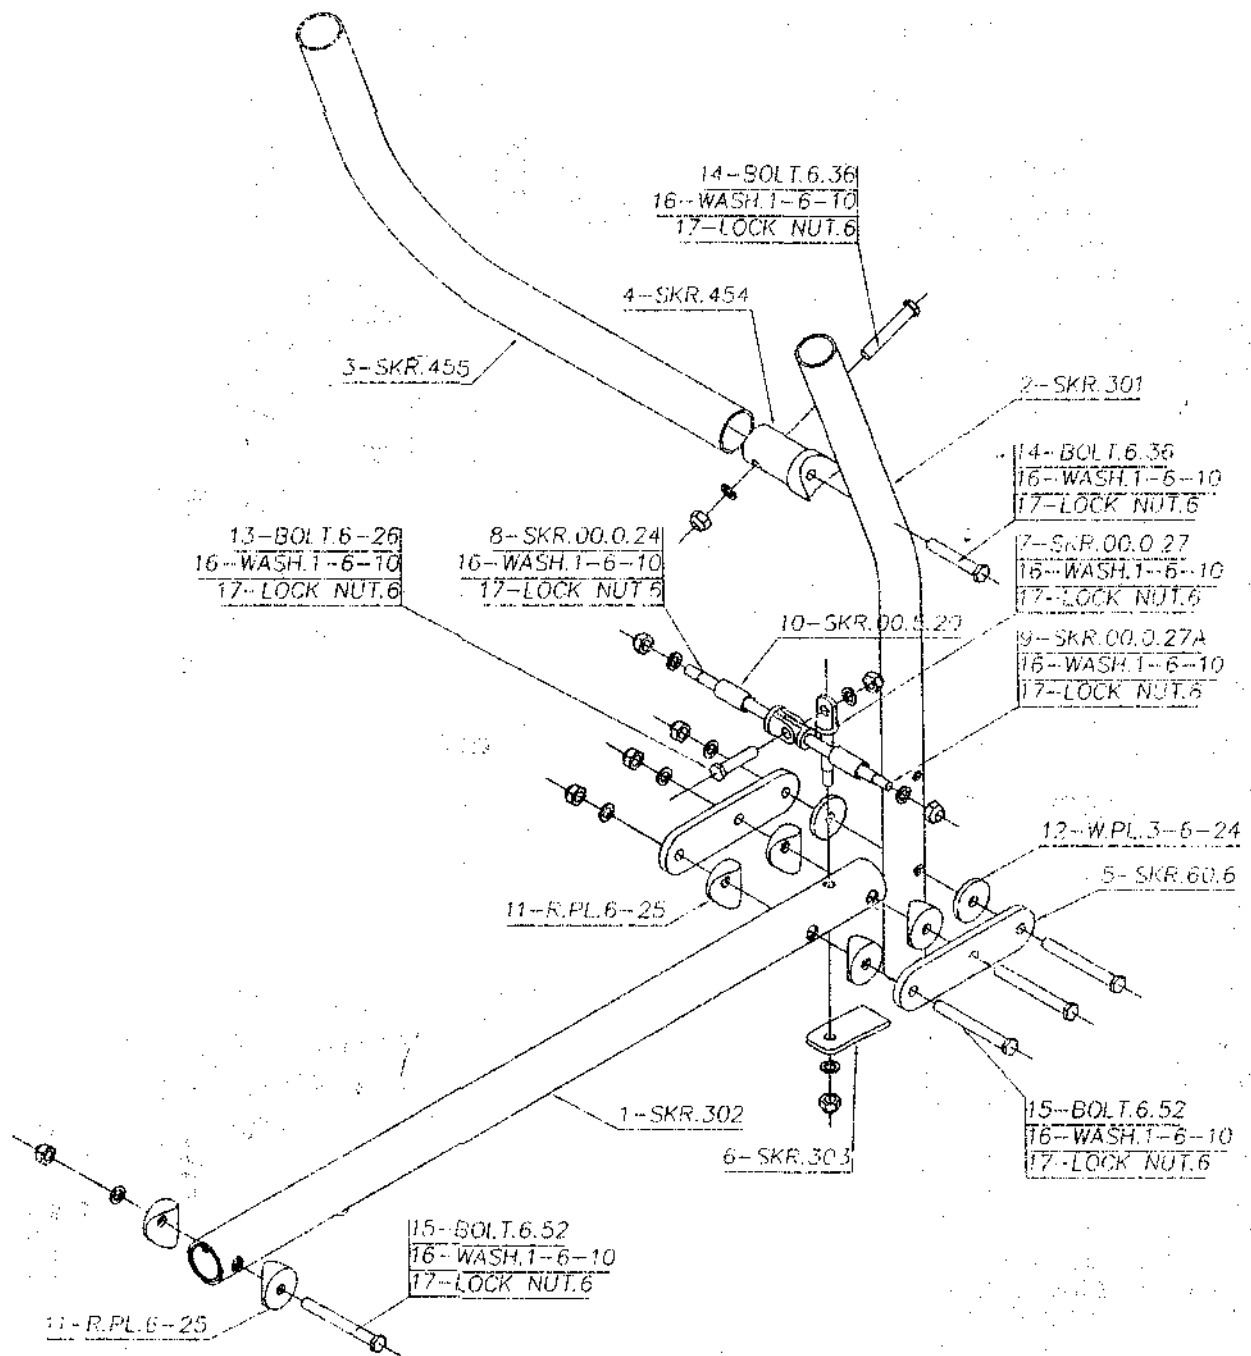 14-BOLT.6.36
16-WASH.1-6-10
17-LOCK NUT.6
4-SKR.454
3-SKR.455
2-SKR.301
14-BOLT.6.36
16-WASH.1-6-10
17-LOCK NUT.6
13-BOLT.6-26
16-WASH.1-6-10
17-LOCK NUT.6
8-SKR.00.0.24
16-WASH.1-6-10
17-LOCK NUT 6
7-SKR.00.0.27
16-WASH.1-6-10
17-LOCK NUT.6
10-SKR.00.5.20
9-SKR.00.0.27A
16-WASH.1-6-10
17-LOCK NUT.6
12-W.PL.3-6-24
5-SKR.60.6
11-R.PL.6-25
1-SKR.302
6-SKR.303
15-BOLT.6.52
16-WASH.1-6-10
17-LOCK NUT.6
15-BOLT.6.52
16-WASH.1-6-10
17-LOCK NUT.6
11-R.PL.6-25